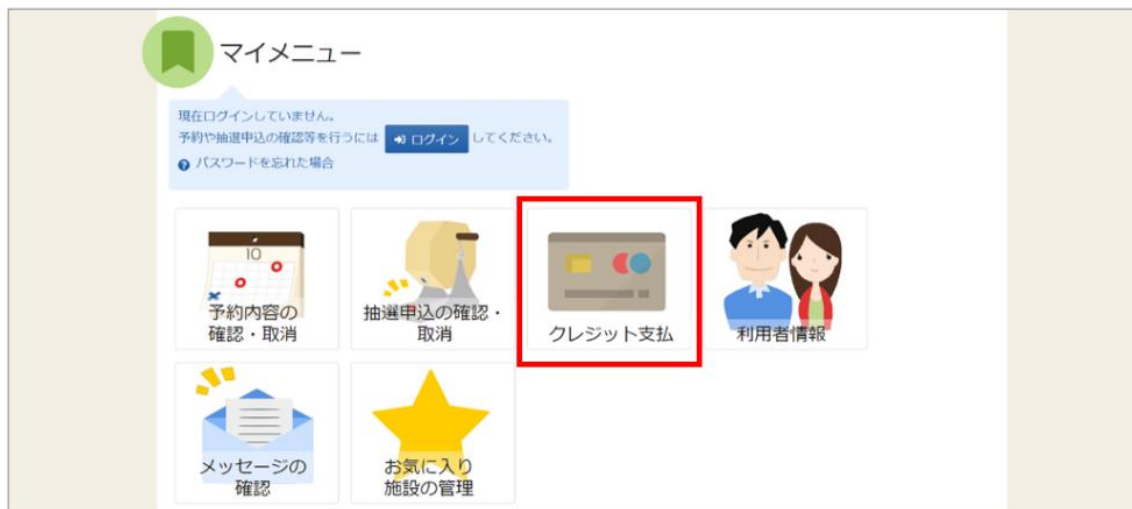 マイメニュー
現在ログインしていません。
予約や抽選申込の確認等を行うには ログイン してください。
パスワードを忘れた場合
10
予約内容の
確認・取消
抽選申込の確認・
取消
クレジット支払
利用者情報
メッセージの
確認
お気に入り
施設の管理